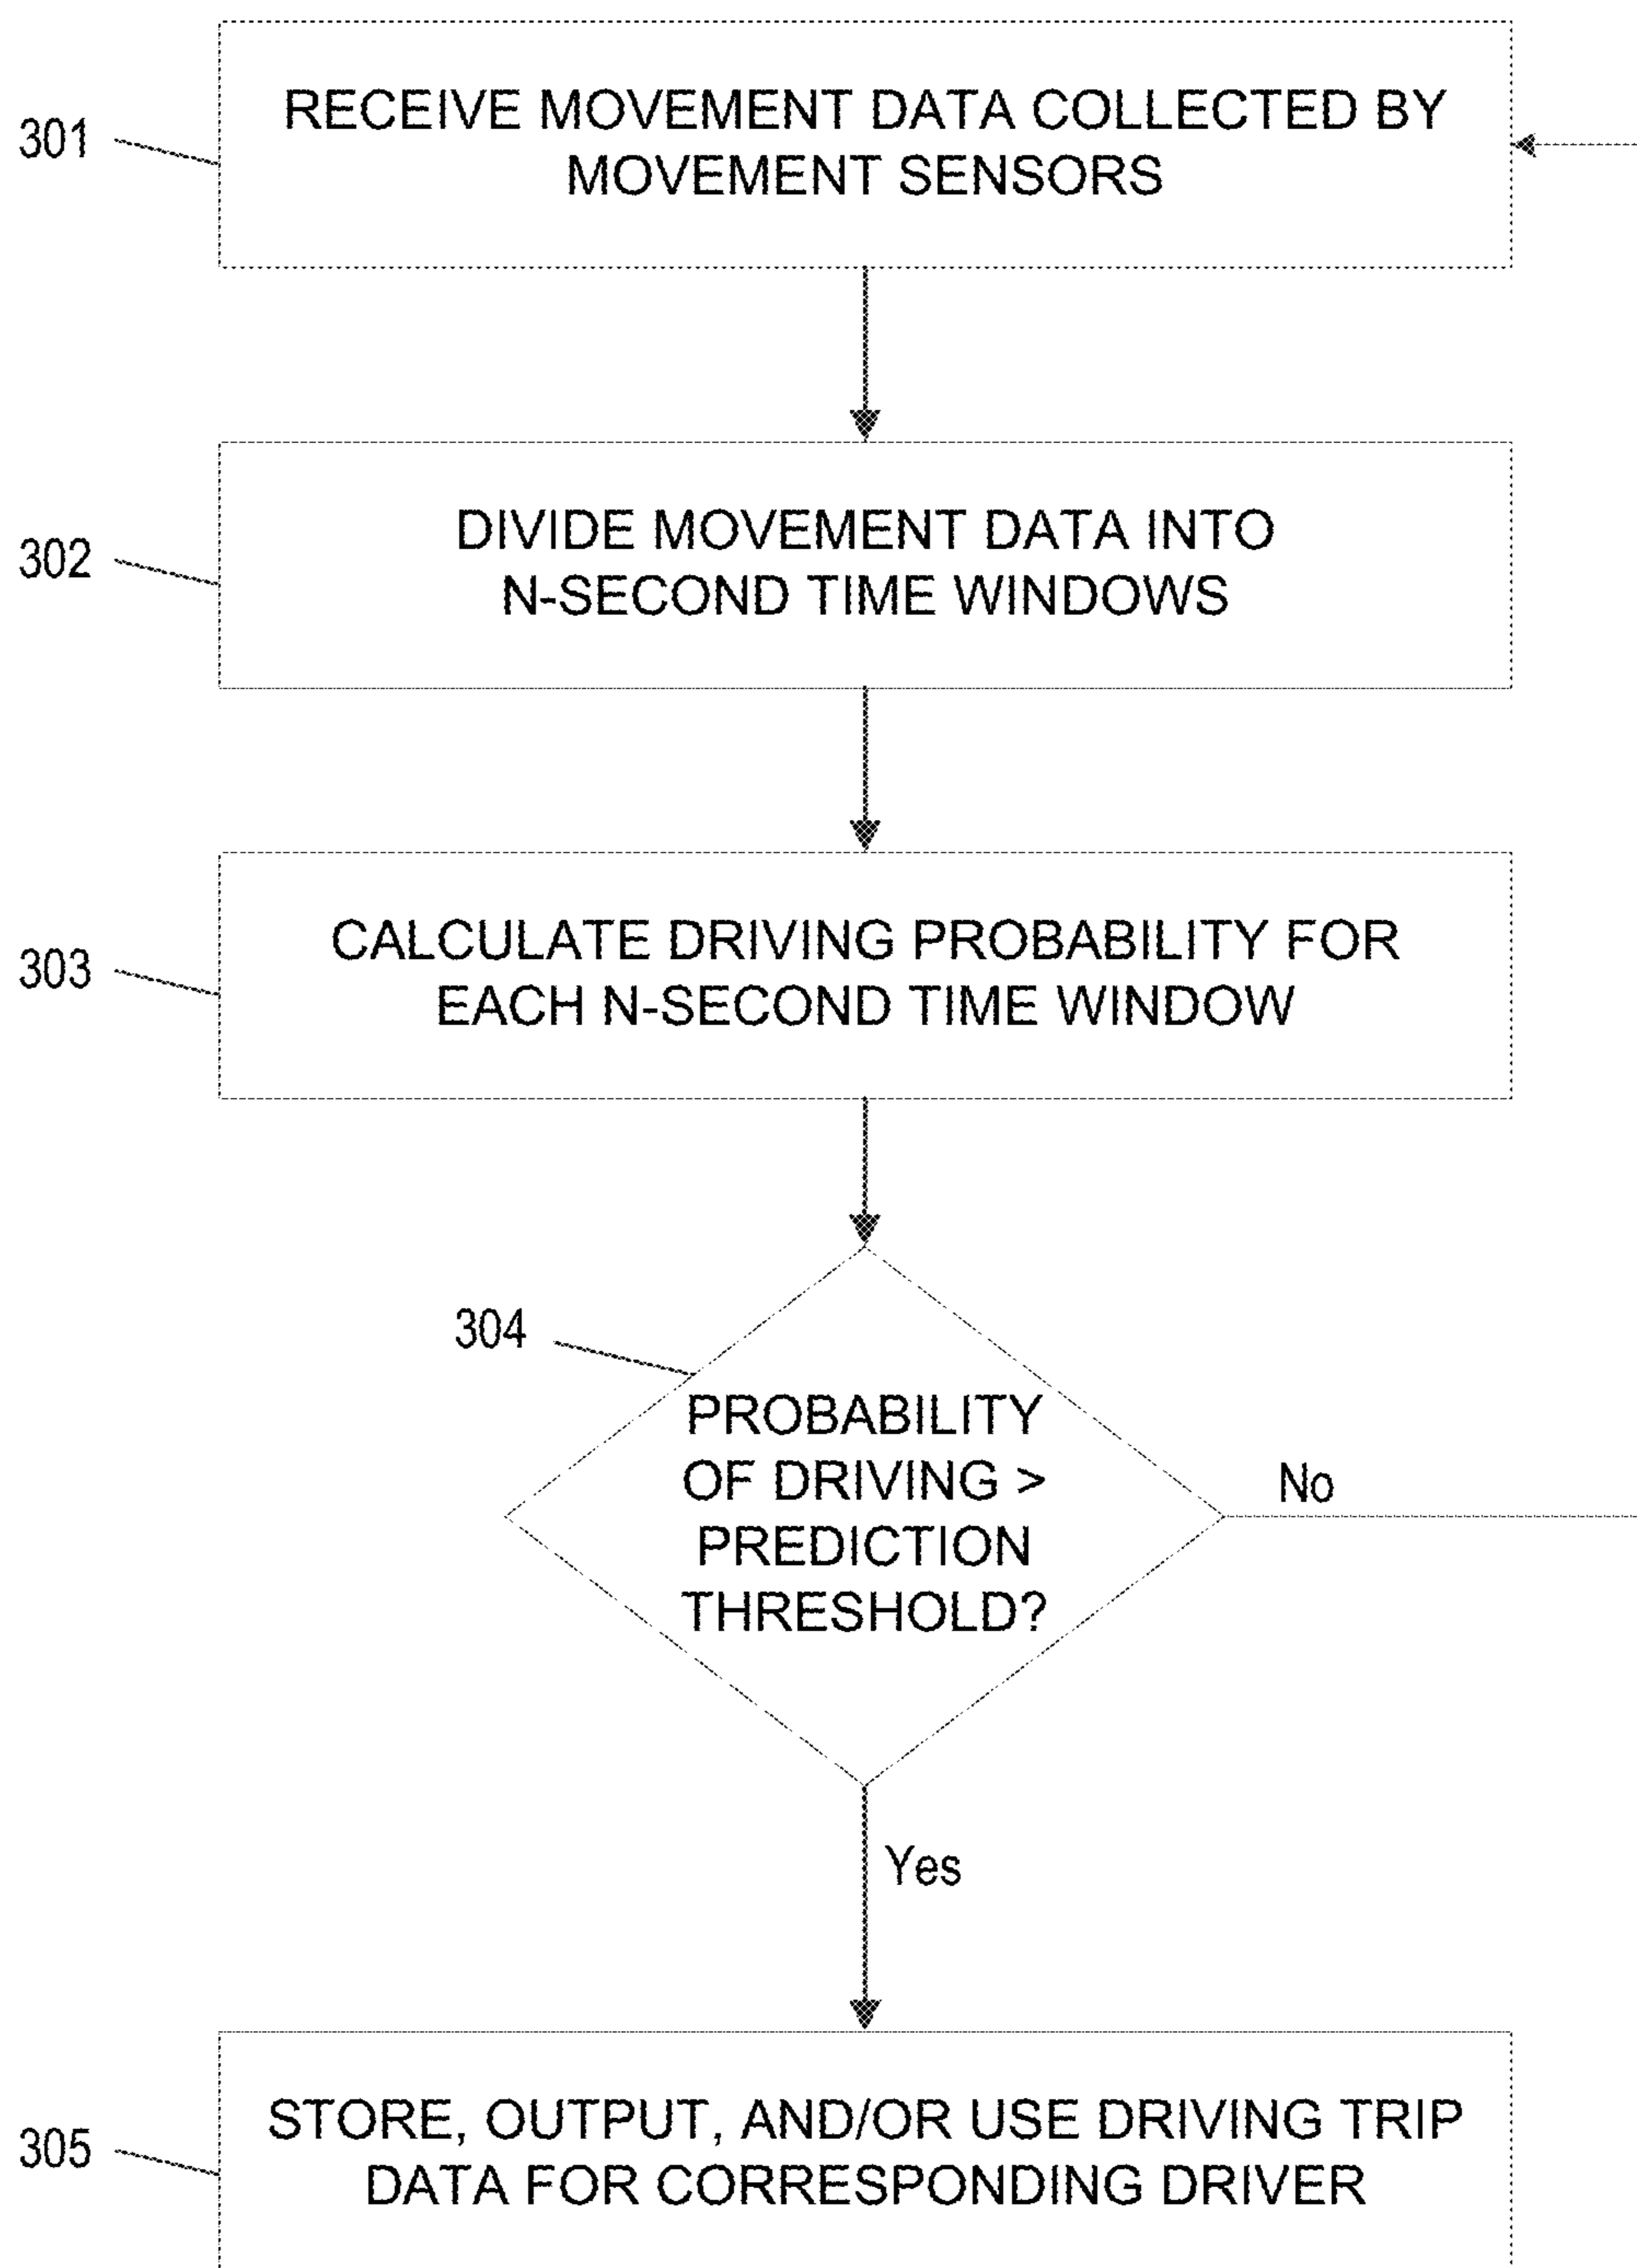 301
RECEIVE MOVEMENT DATA COLLECTED BY
MOVEMENT SENSORS
302
DIVIDE MOVEMENT DATA INTO
N-SECOND TIME WINDOWS
303
CALCULATE DRIVING PROBABILITY FOR
EACH N-SECOND TIME WINDOW
304
PROBABILITY
OF DRIVING >
PREDICTION
THRESHOLD?
No
Yes
305
STORE, OUTPUT, AND/OR USE DRIVING TRIP
DATA FOR CORRESPONDING DRIVER